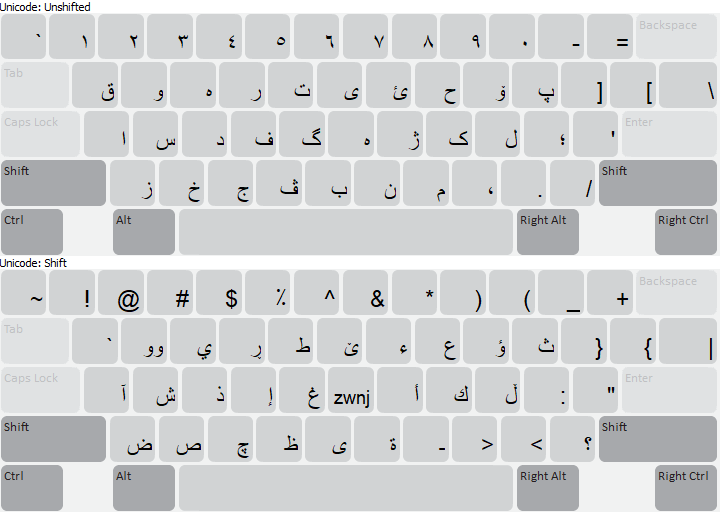 Unicode: Unshifted
` ١ ٢ ٣ ٤ ٥ ٦ ٧ ٨ ٩ ٠ - = Backspace
Tab ق و ە ر ت ی ئ ح ۆ پ ] [ \
Caps Lock ا س د ف گ ه ژ ک ل ؛ ' Enter
Shift ز خ ج ڤ ب ن م ، . / Shift
Ctrl Alt Right Alt Right Ctrl
Unicode: Shift
~ ! @ # $ ٪ ^ & * ) ( _ + Backspace
Tab ` وو ي ڕ ط ێ ء ع ؤ ث } { |
Caps Lock آ ش ذ إ غ zwnj أ ك ڵ : " Enter
Shift ض ص چ ظ ى ة ـ > < ؟ Shift
Ctrl Alt Right Alt Right Ctrl